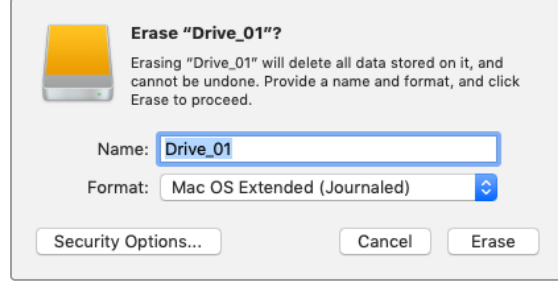 Erase “Drive_01”?
Erasing “Drive_01” will delete all data stored on it, and
cannot be undone. Provide a name and format, and click
Erase to proceed.
Name: Drive_01
Format: Mac OS Extended (Journaled)
Security Options... Cancel Erase